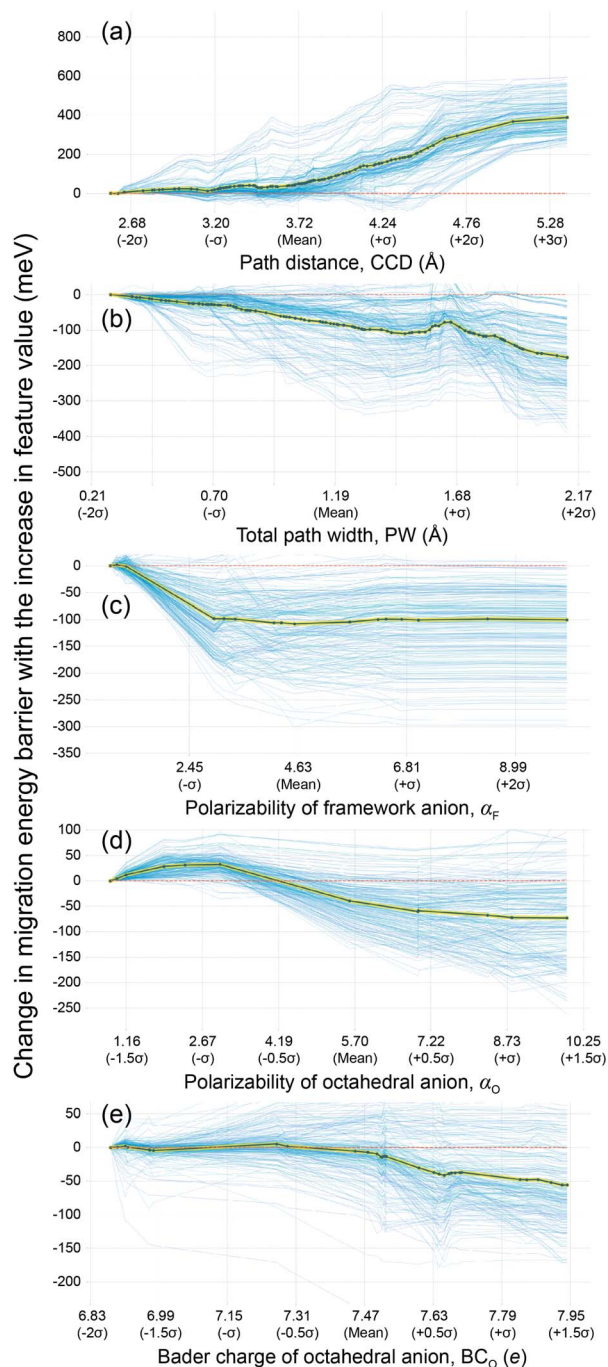 Change in migration energy barrier with the increase in feature value (meV)
(a)
800
600
400
200
0
2.68 3.20 3.72 4.24 4.76 5.28
(-2σ) (-σ) (Mean) (+σ) (+2σ) (+3σ)
Path distance, CCD (Å)
0
(b)
-100
-200
-300
-400
-500
0.21 0.70 1.19 1.68 2.17
(-2σ) (-σ) (Mean) (+σ) (+2σ)
Total path width, PW (Å)
0
-50
(c)
-100
-150
-200
-250
-300
-350
2.45 4.63 6.81 8.99
(-σ) (Mean) (+σ) (+2σ)
Polarizability of framework anion, αF
100
(d)
50
0
-50
-100
-150
-200
-250
1.16 2.67 4.19 5.70 7.22 8.73 10.25
(-1.5σ) (-σ) (-0.5σ) (Mean) (+0.5σ) (+σ) (+1.5σ)
Polarizability of octahedral anion, αO
(e)
50
0
-50
-100
-150
-200
6.83 6.99 7.15 7.31 7.47 7.63 7.79 7.95
(-2σ) (-1.5σ) (-σ) (-0.5σ) (Mean) (+0.5σ) (+σ) (+1.5σ)
Bader charge of octahedral anion, BCO (e)